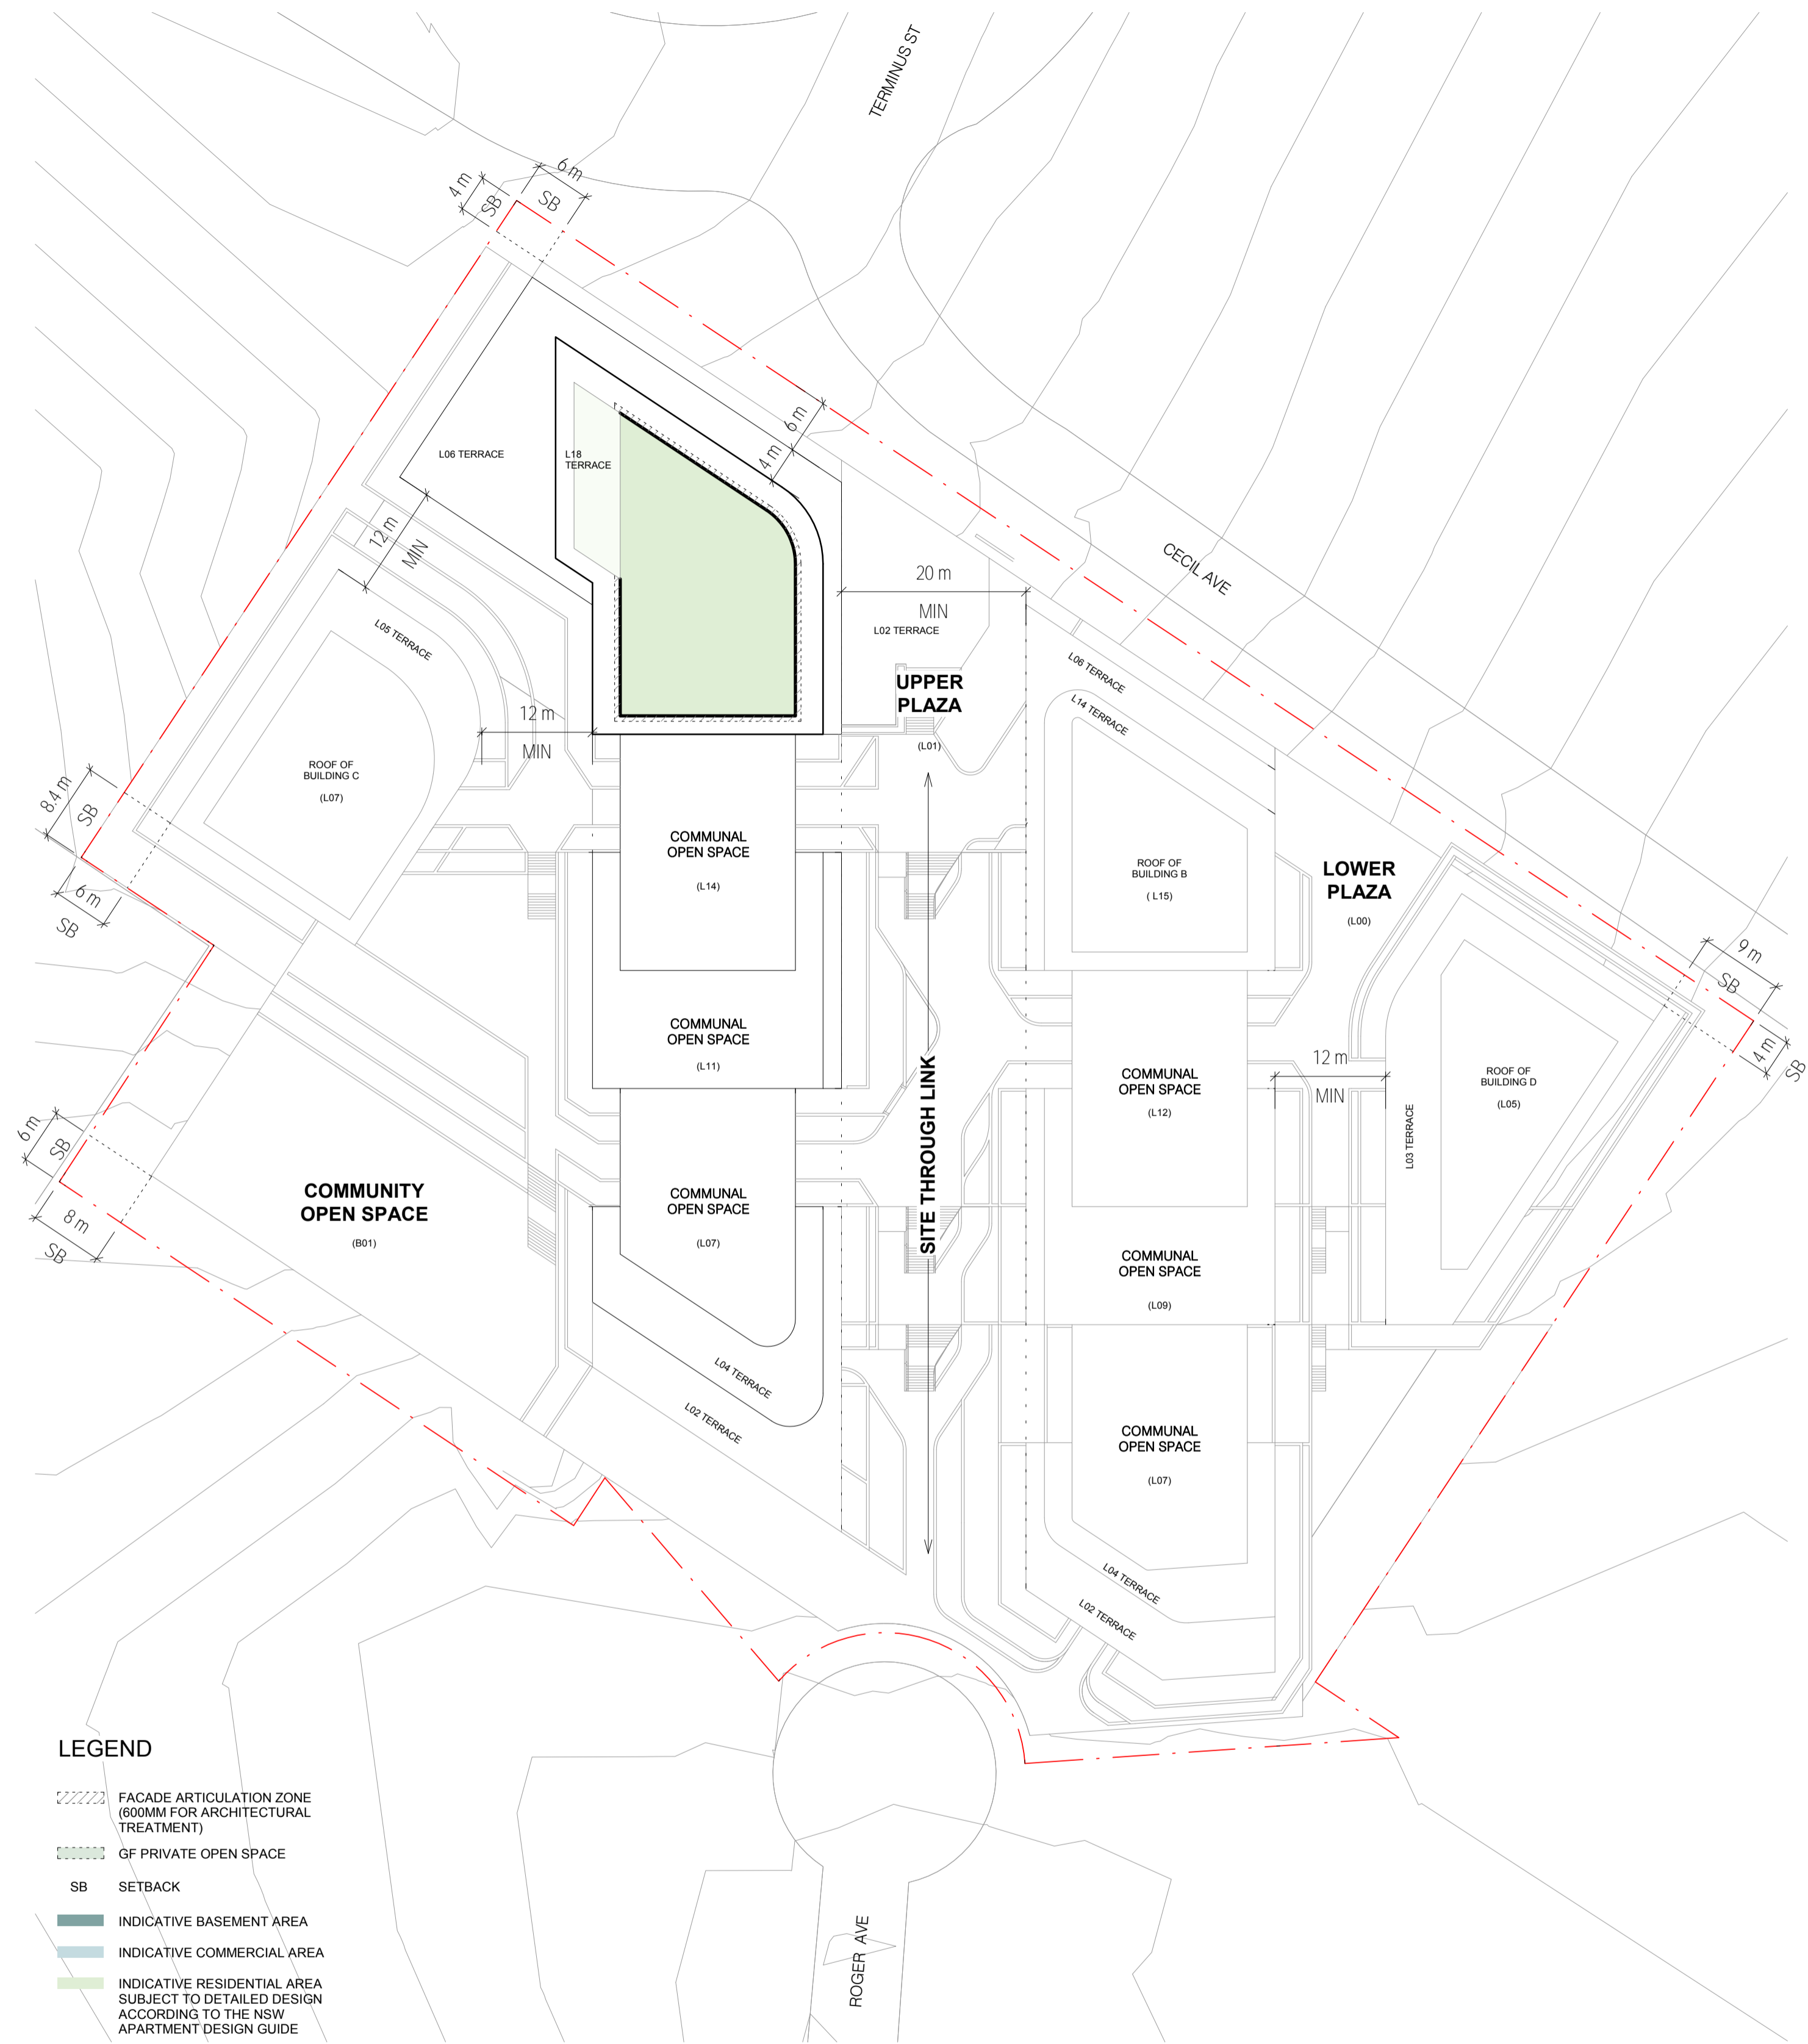 TERMINUS ST
6 m
4 m
SB
SB
6 m
4 m
L06 TERRACE
L18
TERRACE
12 m
MIN
CECIL AVE
20 m
MIN
L02 TERRACE
L05 TERRACE
L06 TERRACE
UPPER
PLAZA
(L01)
L14 TERRACE
12 m
MIN
ROOF OF
BUILDING C
(L07)
8.4 m
SB
6 m
SB
COMMUNAL
OPEN SPACE
(L14)
ROOF OF
BUILDING B
( L15)
LOWER
PLAZA
(L00)
9 m
SB
4 m
SB
COMMUNAL
OPEN SPACE
(L11)
SITE THROUGH LINK
COMMUNAL
OPEN SPACE
(L12)
12 m
MIN
ROOF OF
BUILDING D
(L05)
L03 TERRACE
6 m
SB
8 m
SB
COMMUNITY
OPEN SPACE
(B01)
COMMUNAL
OPEN SPACE
(L07)
COMMUNAL
OPEN SPACE
(L09)
L04 TERRACE
L02 TERRACE
COMMUNAL
OPEN SPACE
(L07)
L04 TERRACE
L02 TERRACE
LEGEND
FACADE ARTICULATION ZONE
(600MM FOR ARCHITECTURAL
TREATMENT)
GF PRIVATE OPEN SPACE
SB SETBACK
INDICATIVE BASEMENT AREA
INDICATIVE COMMERCIAL AREA
INDICATIVE RESIDENTIAL AREA
SUBJECT TO DETAILED DESIGN
ACCORDING TO THE NSW
APARTMENT DESIGN GUIDE
ROGER AVE